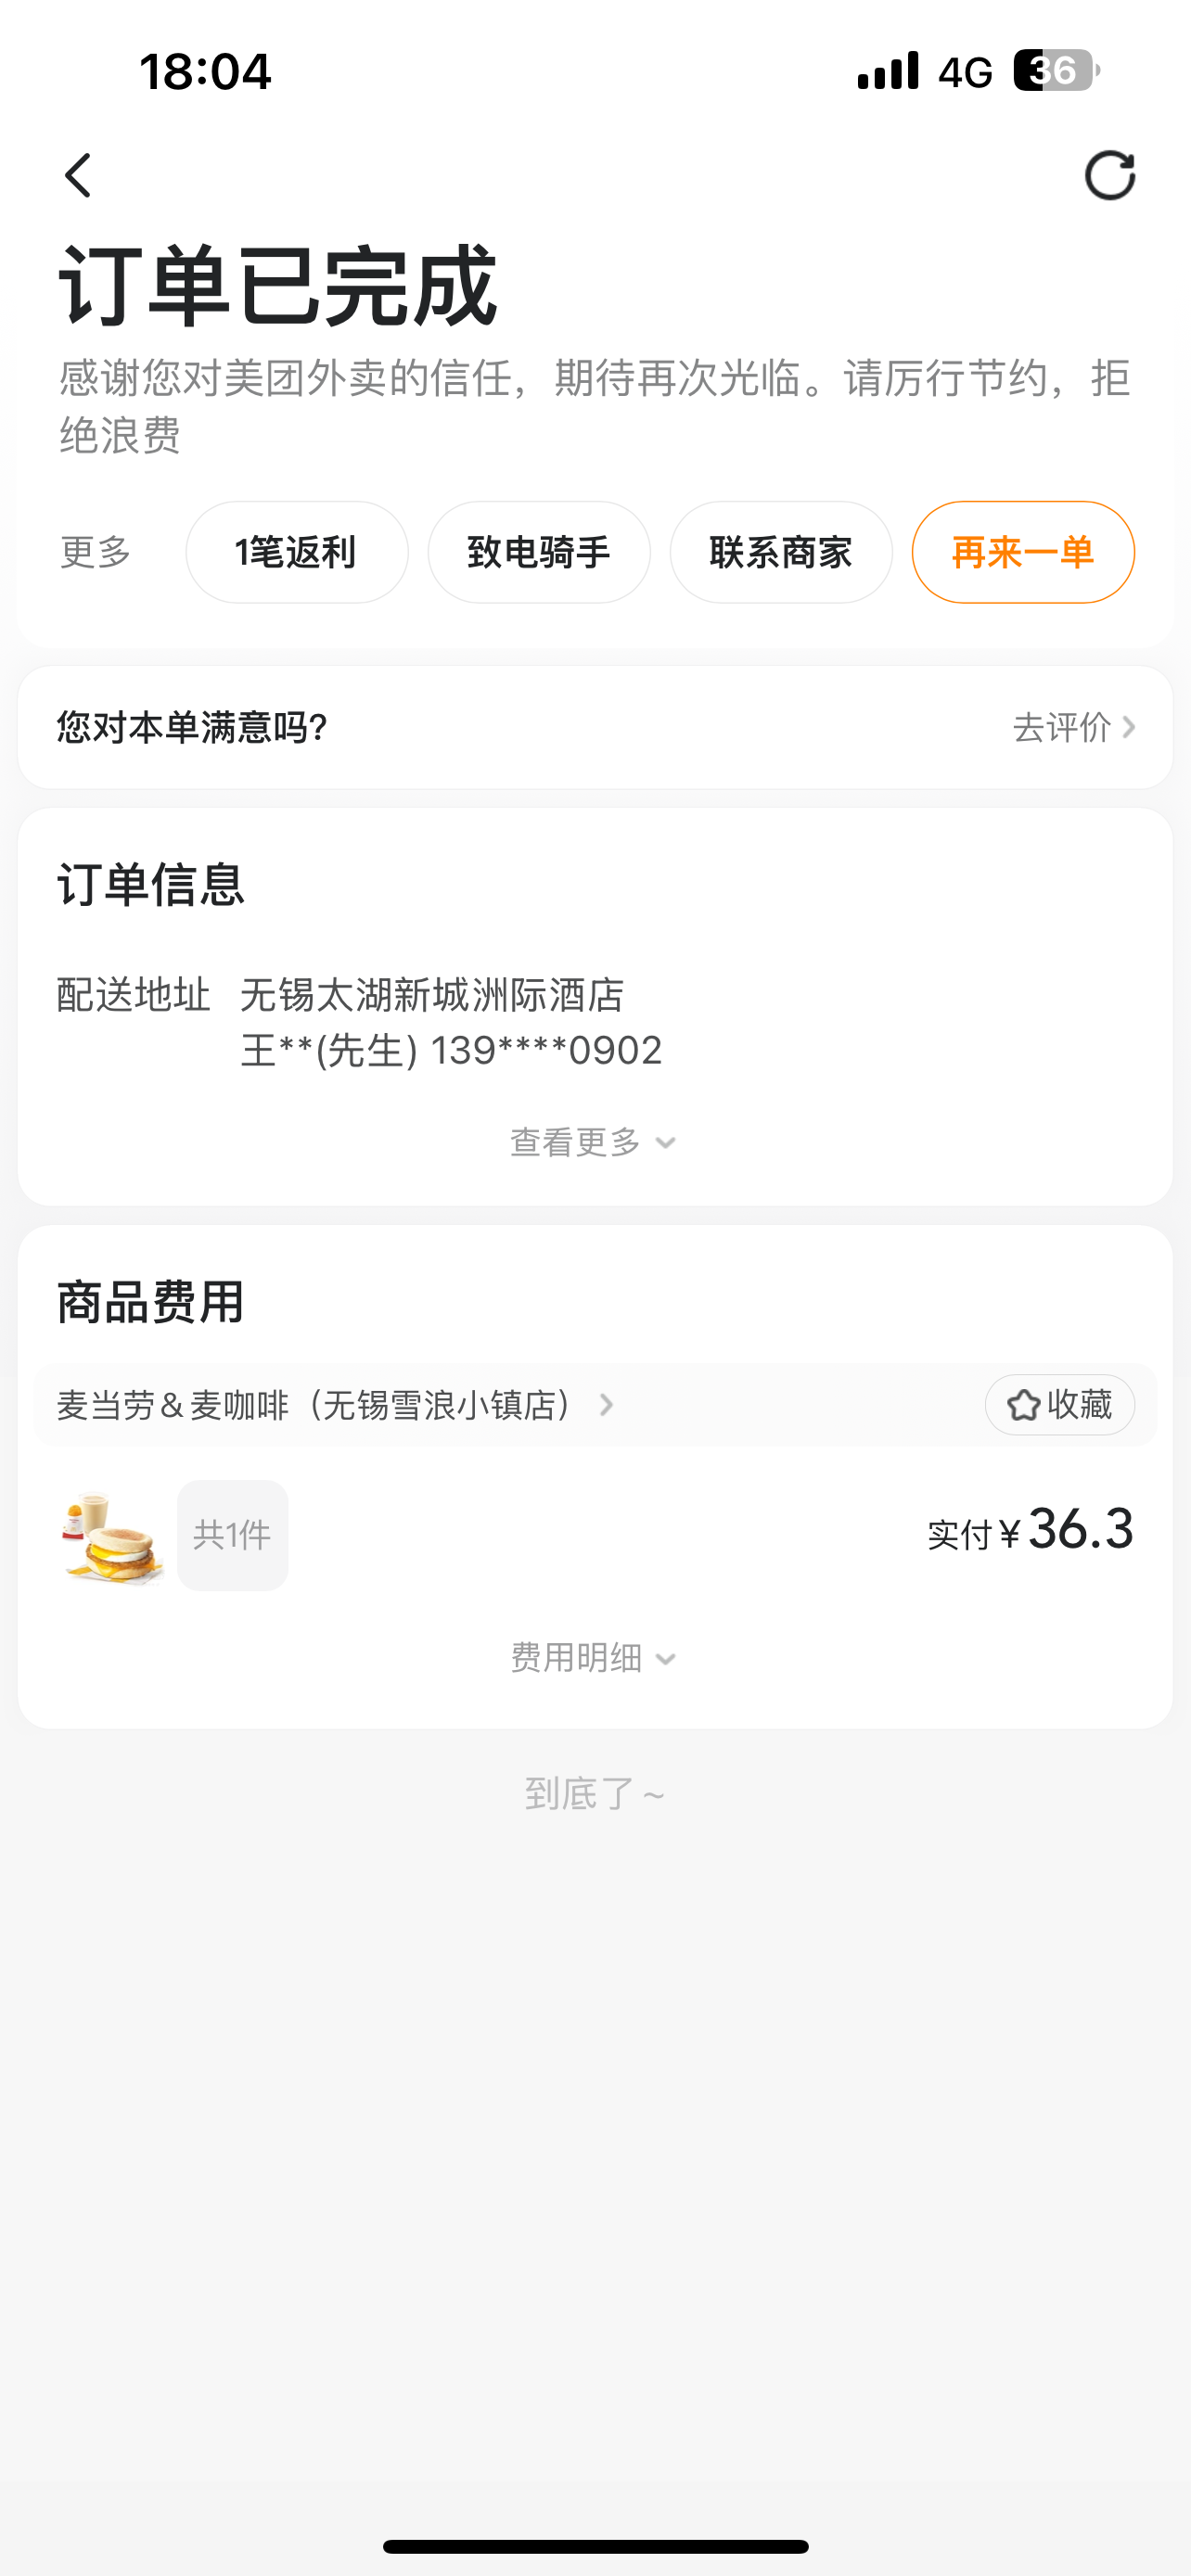 18:04 4G 36
订单已完成
感谢您对美团外卖的信任，期待再次光临。请厉行节约，拒
绝浪费
更多 1笔返利 致电骑手 联系商家 再来一单
您对本单满意吗? 去评价
订单信息
配送地址 无锡太湖新城洲际酒店
王**(先生) 139****0902
查看更多
商品费用
麦当劳&麦咖啡（无锡雪浪小镇店） 收藏
共1件 实付¥36.3
费用明细
到底了~